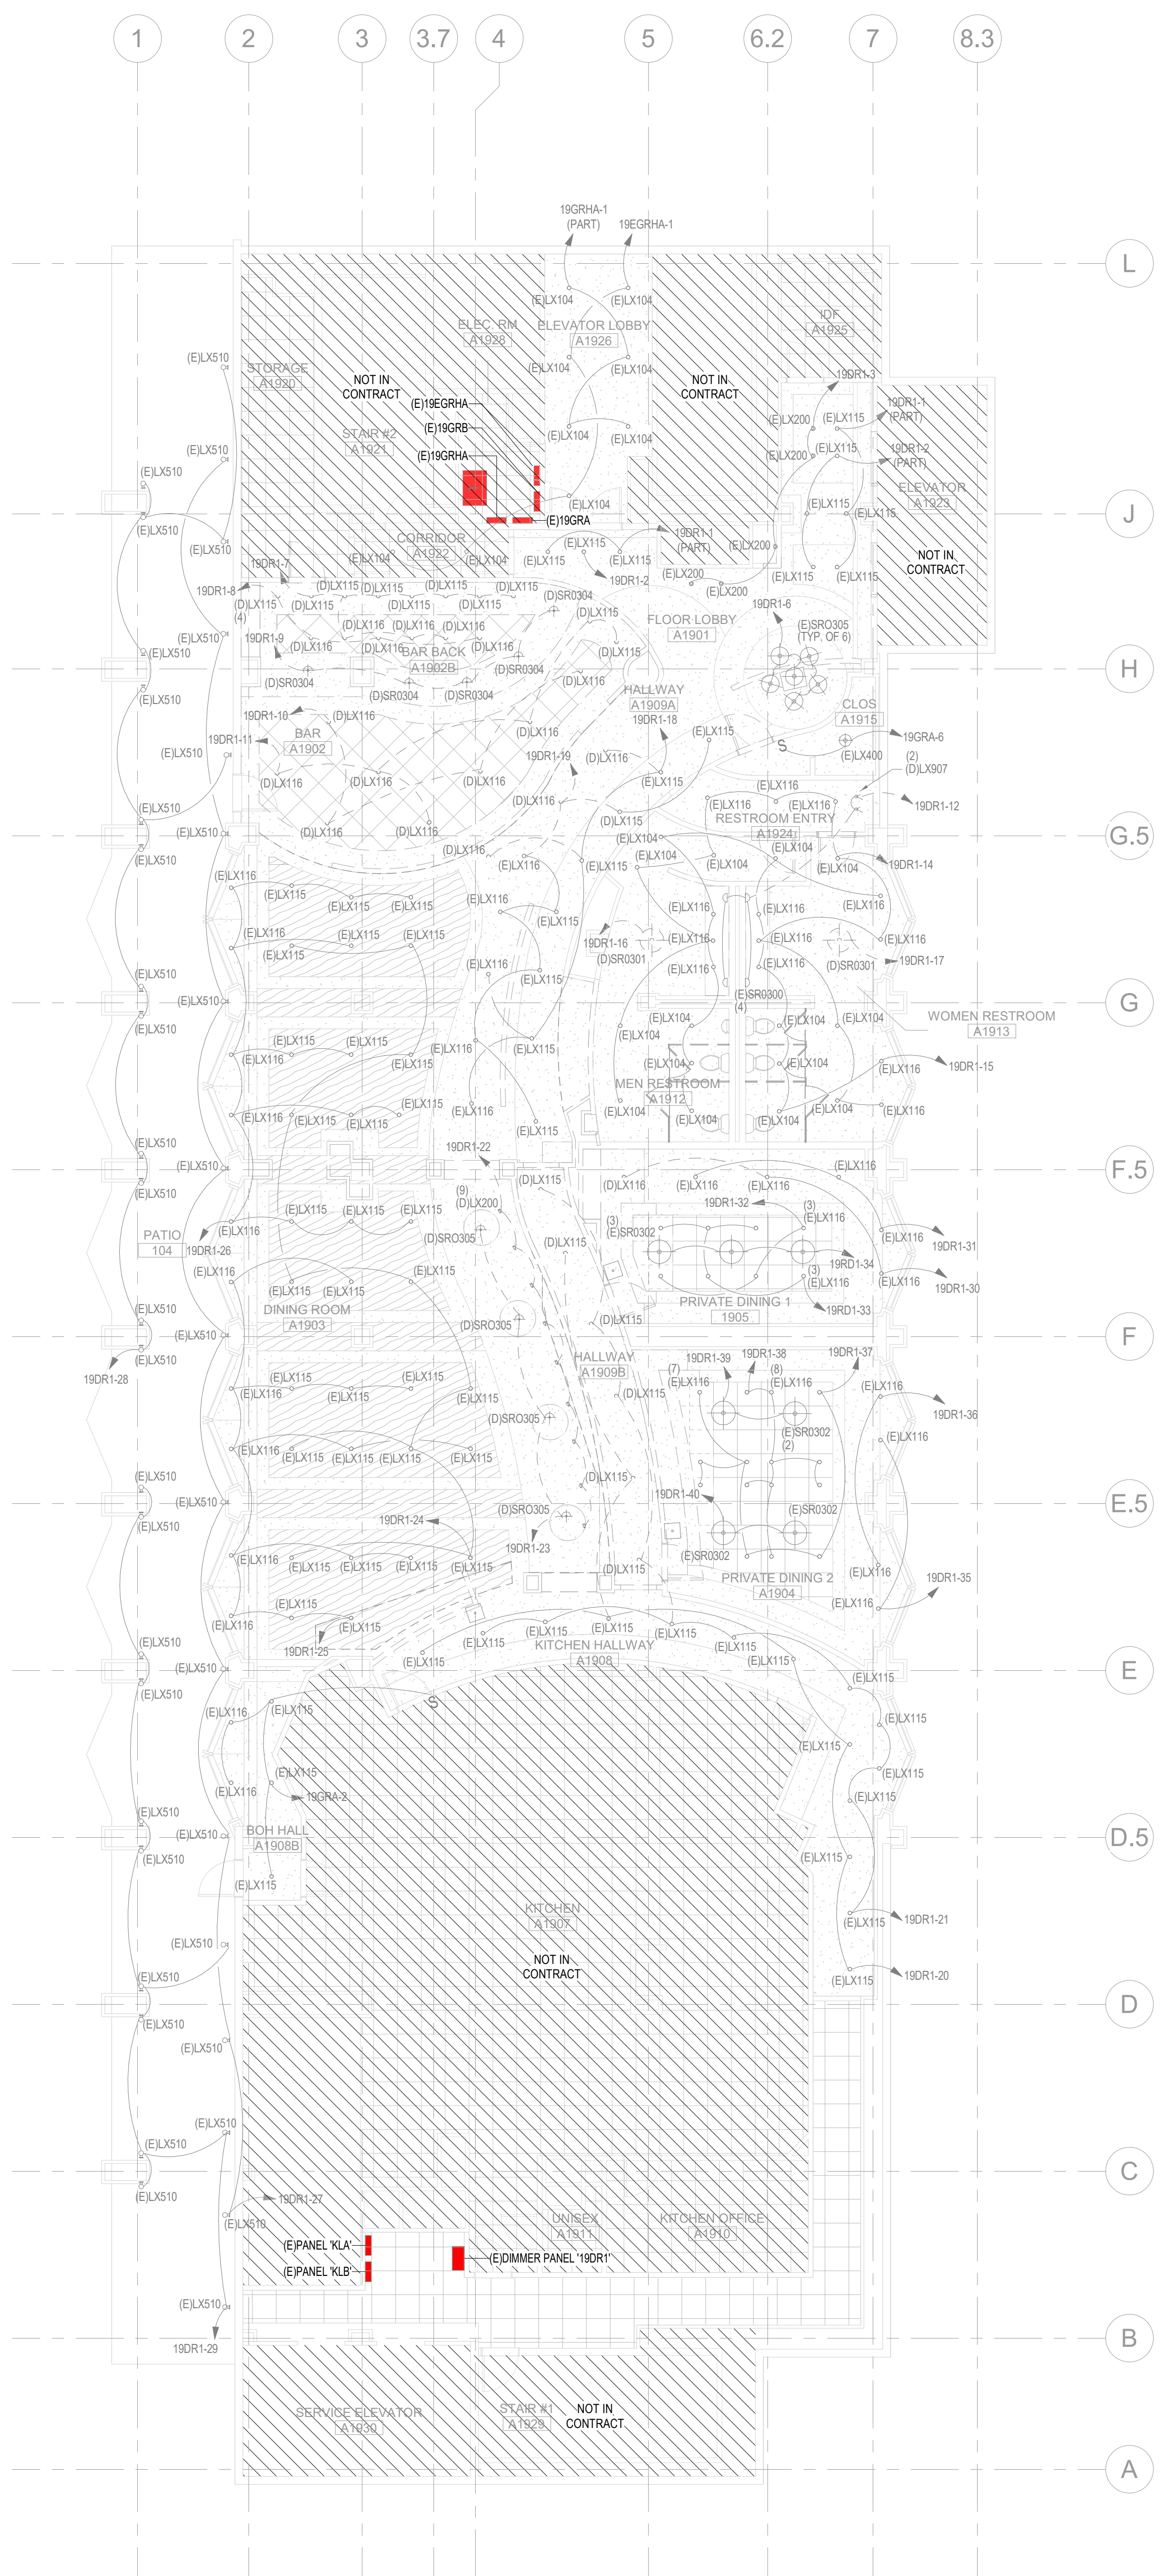 1
2
3
3.7
4
5
6.2
7
8.3
19GRHA-1
(PART)
19EGRHA-1
L
(E)LX104
(E)LX104
IDF
A1925
ELEC. RM
A1928
ELEVATOR LOBBY
A1926
(E)LX510
STORAGE
A1920
(E)LX104
(E)LX104
NOT IN
CONTRACT
NOT IN
CONTRACT
19DR1-3
(E)19EGRHA
19DR1-1
(PART)
(E)LX200
(E)LX115
(E)19GRB
STAIR #2
A1921
(E)LX104
(E)LX104
19DR1-2
(PART)
(E)19GRHA
(E)LX200
(E)LX115
(E)LX510
(E)LX510
ELEVATOR
A1923
(E)LX104
(E)LX115
(E)LX115
J
(E)19GRA
(E)LX510
19DR1-1
(PART)
CORRIDOR
A1922
(E)LX510
(E)LX104
(E)LX104
(E)LX115
(E)LX115
(E)LX200
NOT IN
CONTRACT
19DR1-7
(E)LX115
19DR1-2
(E)LX200
(E)LX200
19DR1-8
(D)LX115
(D)LX115
(D)LX115
(D)LX115
(D)SR0304
(D)LX115
(4)
(D)LX115
(D)LX115
(D)LX115
19DR1-6
FLOOR LOBBY
A1901
(E)SRO305
(TYP. OF 6)
(E)LX510
19DR1-9
(D)LX116
(D)LX116
(D)LX116
(D)LX116
(D)LX116
(D)LX116
(D)LX115
BAR BACK
A1902B
(D)SR0304
(E)LX510
H
(D)SR0304
(D)SR0304
(D)SR0304
(D)LX116
(E)LX510
HALLWAY
A1909A
CLOS
A1915
19DR1-10
(D)LX116
(D)LX116
19DR1-18
BAR
A1902
19DR1-11
(E)LX115
S
19GRA-6
(E)LX510
19DR1-19
(D)LX116
(E)LX400
(2)
(D)LX907
(D)LX116
(D)LX116
(D)LX116
(E)LX115
(D)LX116
(E)LX116
(E)LX116
19DR1-12
(E)LX510
(D)LX116
(D)LX116
(D)LX115
RESTROOM ENTRY
A1924
(E)LX510
(E)LX104
G.5
(E)LX510
(D)LX116
(E)LX116
(E)LX115
(E)LX104
(E)LX104
(E)LX104
19DR1-14
(E)LX116
(E)LX115
(E)LX115
(E)LX116
(E)LX116
(E)LX116
(E)LX116
(E)LX115
(E)LX116
(E)LX115
(E)LX115
(E)LX115
19DR1-16
(E)LX116
(E)LX116
(E)LX116
(D)SR0301
(D)SR0301
19DR1-17
(E)LX116
(E)LX115
(E)LX116
(E)LX116
(E)LX510
(E)SR0300
(4)
(E)LX510
G
(E)LX510
WOMEN RESTROOM
A1913
(E)LX104
(E)LX104
(E)LX104
(E)LX104
(E)LX116
(E)LX115
(E)LX115
(E)LX116
(E)LX115
(E)LX116
19DR1-15
(E)LX104
(E)LX104
MEN RESTROOM
A1912
(E)LX116
(E)LX115
(E)LX115
(E)LX115
(E)LX116
(E)LX104
(E)LX104
(E)LX104
(E)LX104
(E)LX116
(E)LX115
(E)LX510
19DR1-22
(E)LX510
F.5
(E)LX510
(D)LX115
(D)LX116
(E)LX116
(E)LX116
(E)LX116
(9)
(D)LX200
19DR1-32
(E)LX115
(E)LX115
(3)
(E)SR0302
(3)
(E)LX116
(E)LX116
(E)LX115
PATIO
104
19DR1-26
(D)SRO305
19DR1-31
(D)LX115
(E)LX116
19RD1-34
(3)
(E)LX116
(E)LX116
19DR1-30
(E)LX115
(E)LX115
(E)LX115
PRIVATE DINING 1
1905
19RD1-33
DINING ROOM
A1903
(D)SRO305
(D)LX115
(E)LX510
(E)LX510
F
(E)LX510
HALLWAY
A1909B
19DR1-39
19DR1-38
19DR1-37
19DR1-28
(7)
(E)LX116
(8)
(E)LX116
(E)LX116
(E)LX115
(E)LX115
(E)LX116
(E)LX115
(D)LX115
(E)LX116
19DR1-36
(D)SRO305
(E)SR0302
(2)
(E)LX116
(E)LX116
(E)LX115
(E)LX115
(E)LX115
(E)LX115
(E)LX510
(D)LX115
19DR1-40
(E)LX510
E.5
(E)LX510
(D)SRO305
(E)SR0302
19DR1-24
19DR1-23
(E)LX116
(E)LX115
(E)LX115
(E)LX115
(E)LX115
(E)SR0302
(D)LX115
(E)LX116
PRIVATE DINING 2
A1904
19DR1-35
(E)LX115
(E)LX116
(E)LX116
(E)LX115
(E)LX115
(E)LX115
(E)LX115
(E)LX115
19DR1-25
(E)LX510
(E)LX115
KITCHEN HALLWAY
A1908
(E)LX115
(E)LX115
(E)LX510
E
(E)LX510
(E)LX115
(E)LX116
(E)LX115
S
(E)LX115
(E)LX115
(E)LX115
(E)LX116
(E)LX115
19GRA-2
(E)LX115
(E)LX510
(E)LX510
BOH HALL
A1908B
D.5
(E)LX510
(E)LX115
(E)LX115
KITCHEN
A1907
19DR1-21
(E)LX115
(E)LX510
NOT IN
CONTRACT
(E)LX510
(E)LX115
19DR1-20
D
(E)LX510
(E)LX510
(E)LX510
(E)LX510
C
(E)LX510
19DR1-27
(E)LX510
UNISEX
A1911
KITCHEN OFFICE
A1910
(E)PANEL 'KLA'
(E)DIMMER PANEL '19DR1'
(E)PANEL 'KLB'
(E)LX510
B
19DR1-29
SERVICE ELEVATOR
A1930
STAIR #1
A1929
NOT IN
CONTRACT
A